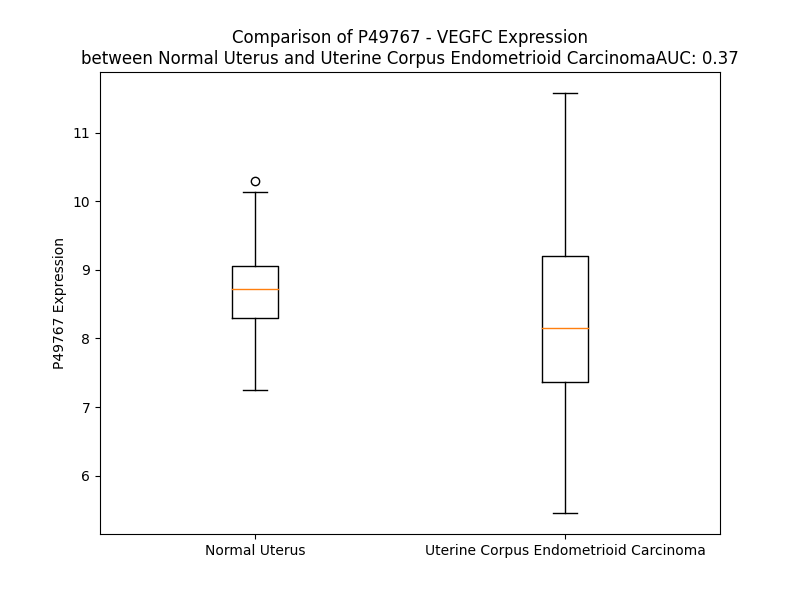 Comparison of P49767 - VEGFC Expression
between Normal Uterus and Uterine Corpus Endometrioid CarcinomaAUC: 0.37
11
10
9
8
7
6
P49767 Expression
Normal Uterus
Uterine Corpus Endometrioid Carcinoma